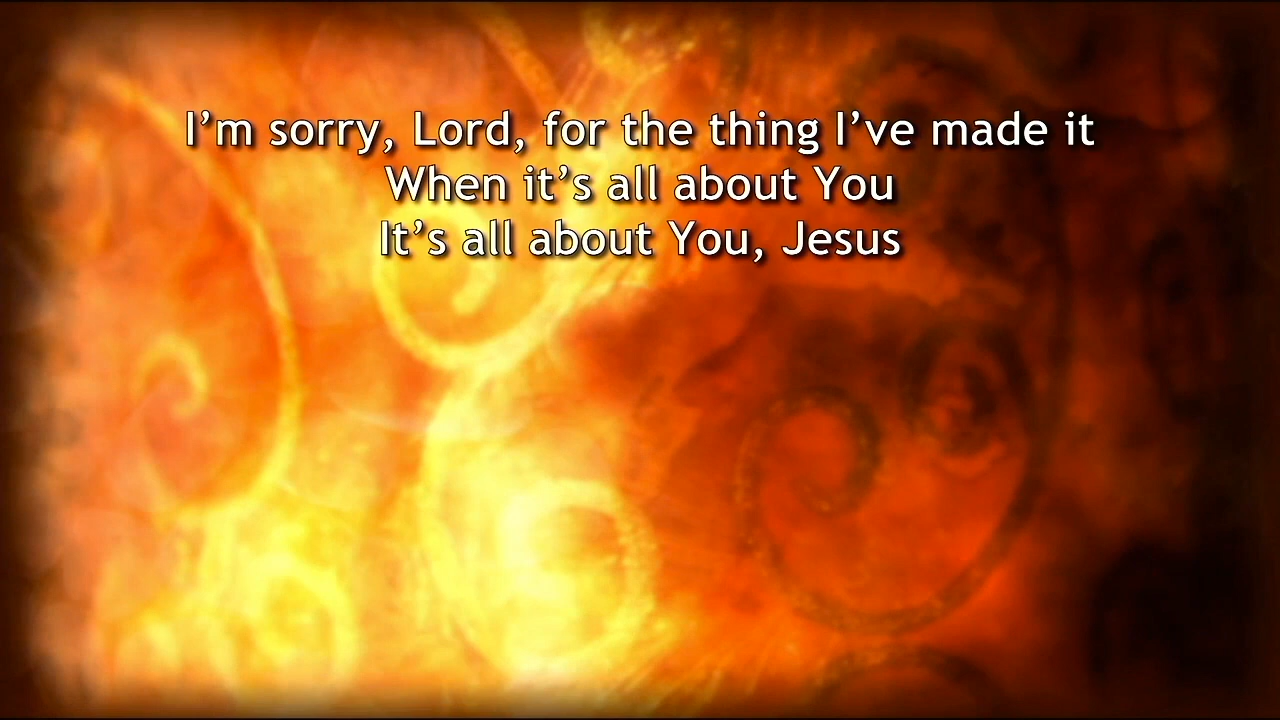 I’m sorry, Lord, for the thing I’ve made it
When it’s all about You
It’s all about You, Jesus